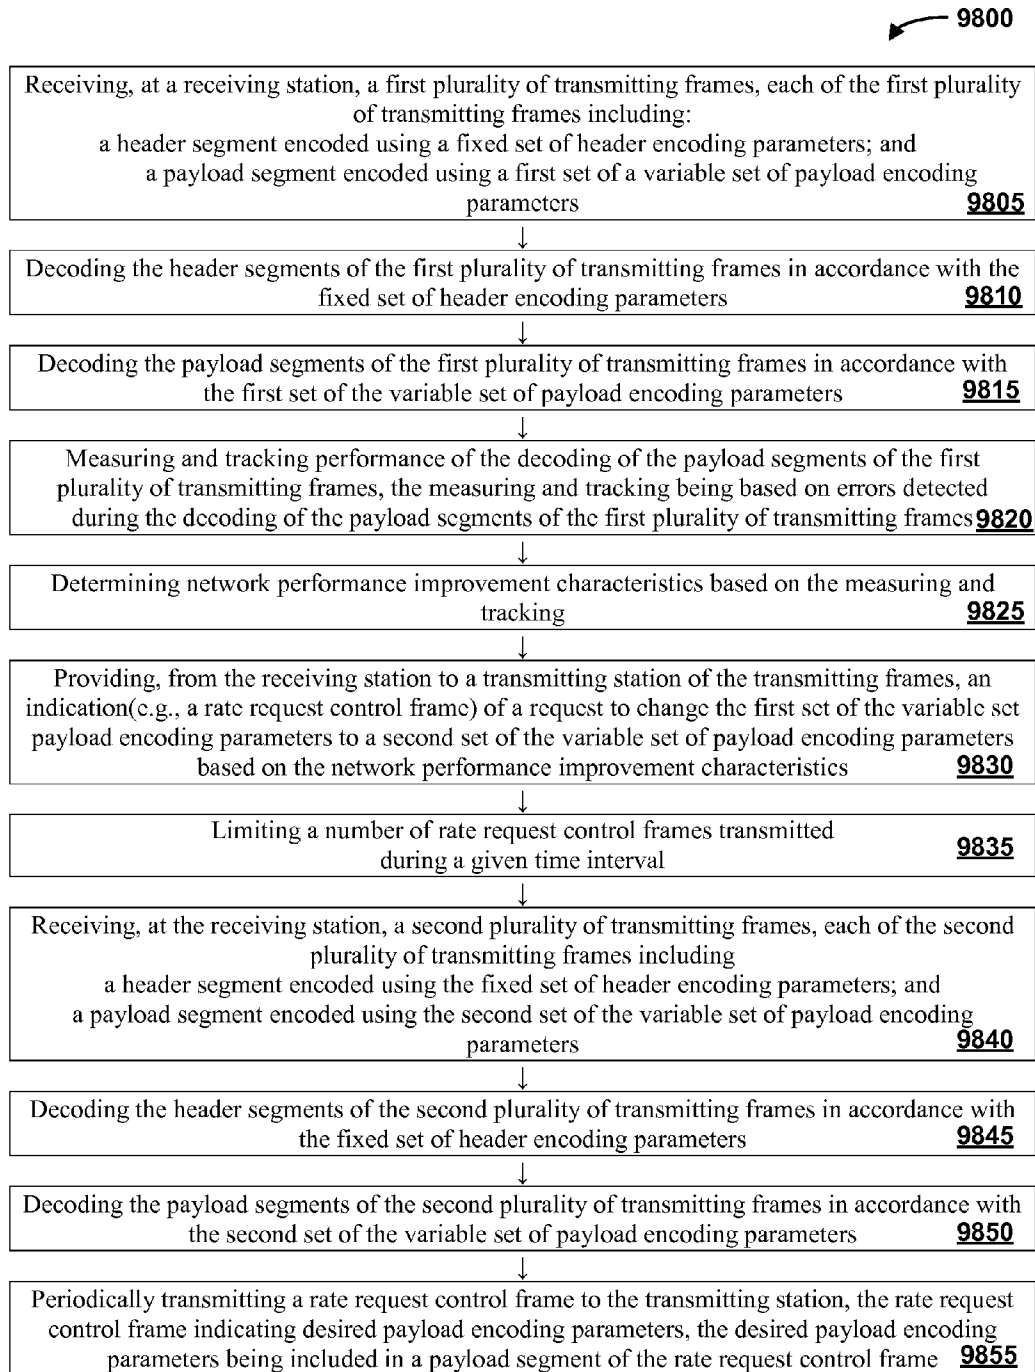 9800
Receiving, at a receiving station, a first plurality of transmitting frames, each of the first plurality
of transmitting frames including:
a header segment encoded using a fixed set of header encoding parameters; and
a payload segment encoded using a first set of a variable set of payload encoding
parameters 9805
↓
Decoding the header segments of the first plurality of transmitting frames in accordance with the
fixed set of header encoding parameters 9810
↓
Decoding the payload segments of the first plurality of transmitting frames in accordance with
the first set of the variable set of payload encoding parameters 9815
↓
Measuring and tracking performance of the decoding of the payload segments of the first
plurality of transmitting frames, the measuring and tracking being based on errors detected
during the decoding of the payload segments of the first plurality of transmitting frames 9820
↓
Determining network performance improvement characteristics based on the measuring and
tracking 9825
↓
Providing, from the receiving station to a transmitting station of the transmitting frames, an
indication(e.g., a rate request control frame) of a request to change the first set of the variable set
payload encoding parameters to a second set of the variable set of payload encoding parameters
based on the network performance improvement characteristics 9830
↓
Limiting a number of rate request control frames transmitted
during a given time interval 9835
↓
Receiving, at the receiving station, a second plurality of transmitting frames, each of the second
plurality of transmitting frames including
a header segment encoded using the fixed set of header encoding parameters; and
a payload segment encoded using the second set of the variable set of payload encoding
parameters 9840
↓
Decoding the header segments of the second plurality of transmitting frames in accordance with
the fixed set of header encoding parameters 9845
↓
Decoding the payload segments of the second plurality of transmitting frames in accordance with
the second set of the variable set of payload encoding parameters 9850
↓
Periodically transmitting a rate request control frame to the transmitting station, the rate request
control frame indicating desired payload encoding parameters, the desired payload encoding
parameters being included in a payload segment of the rate request control frame 9855